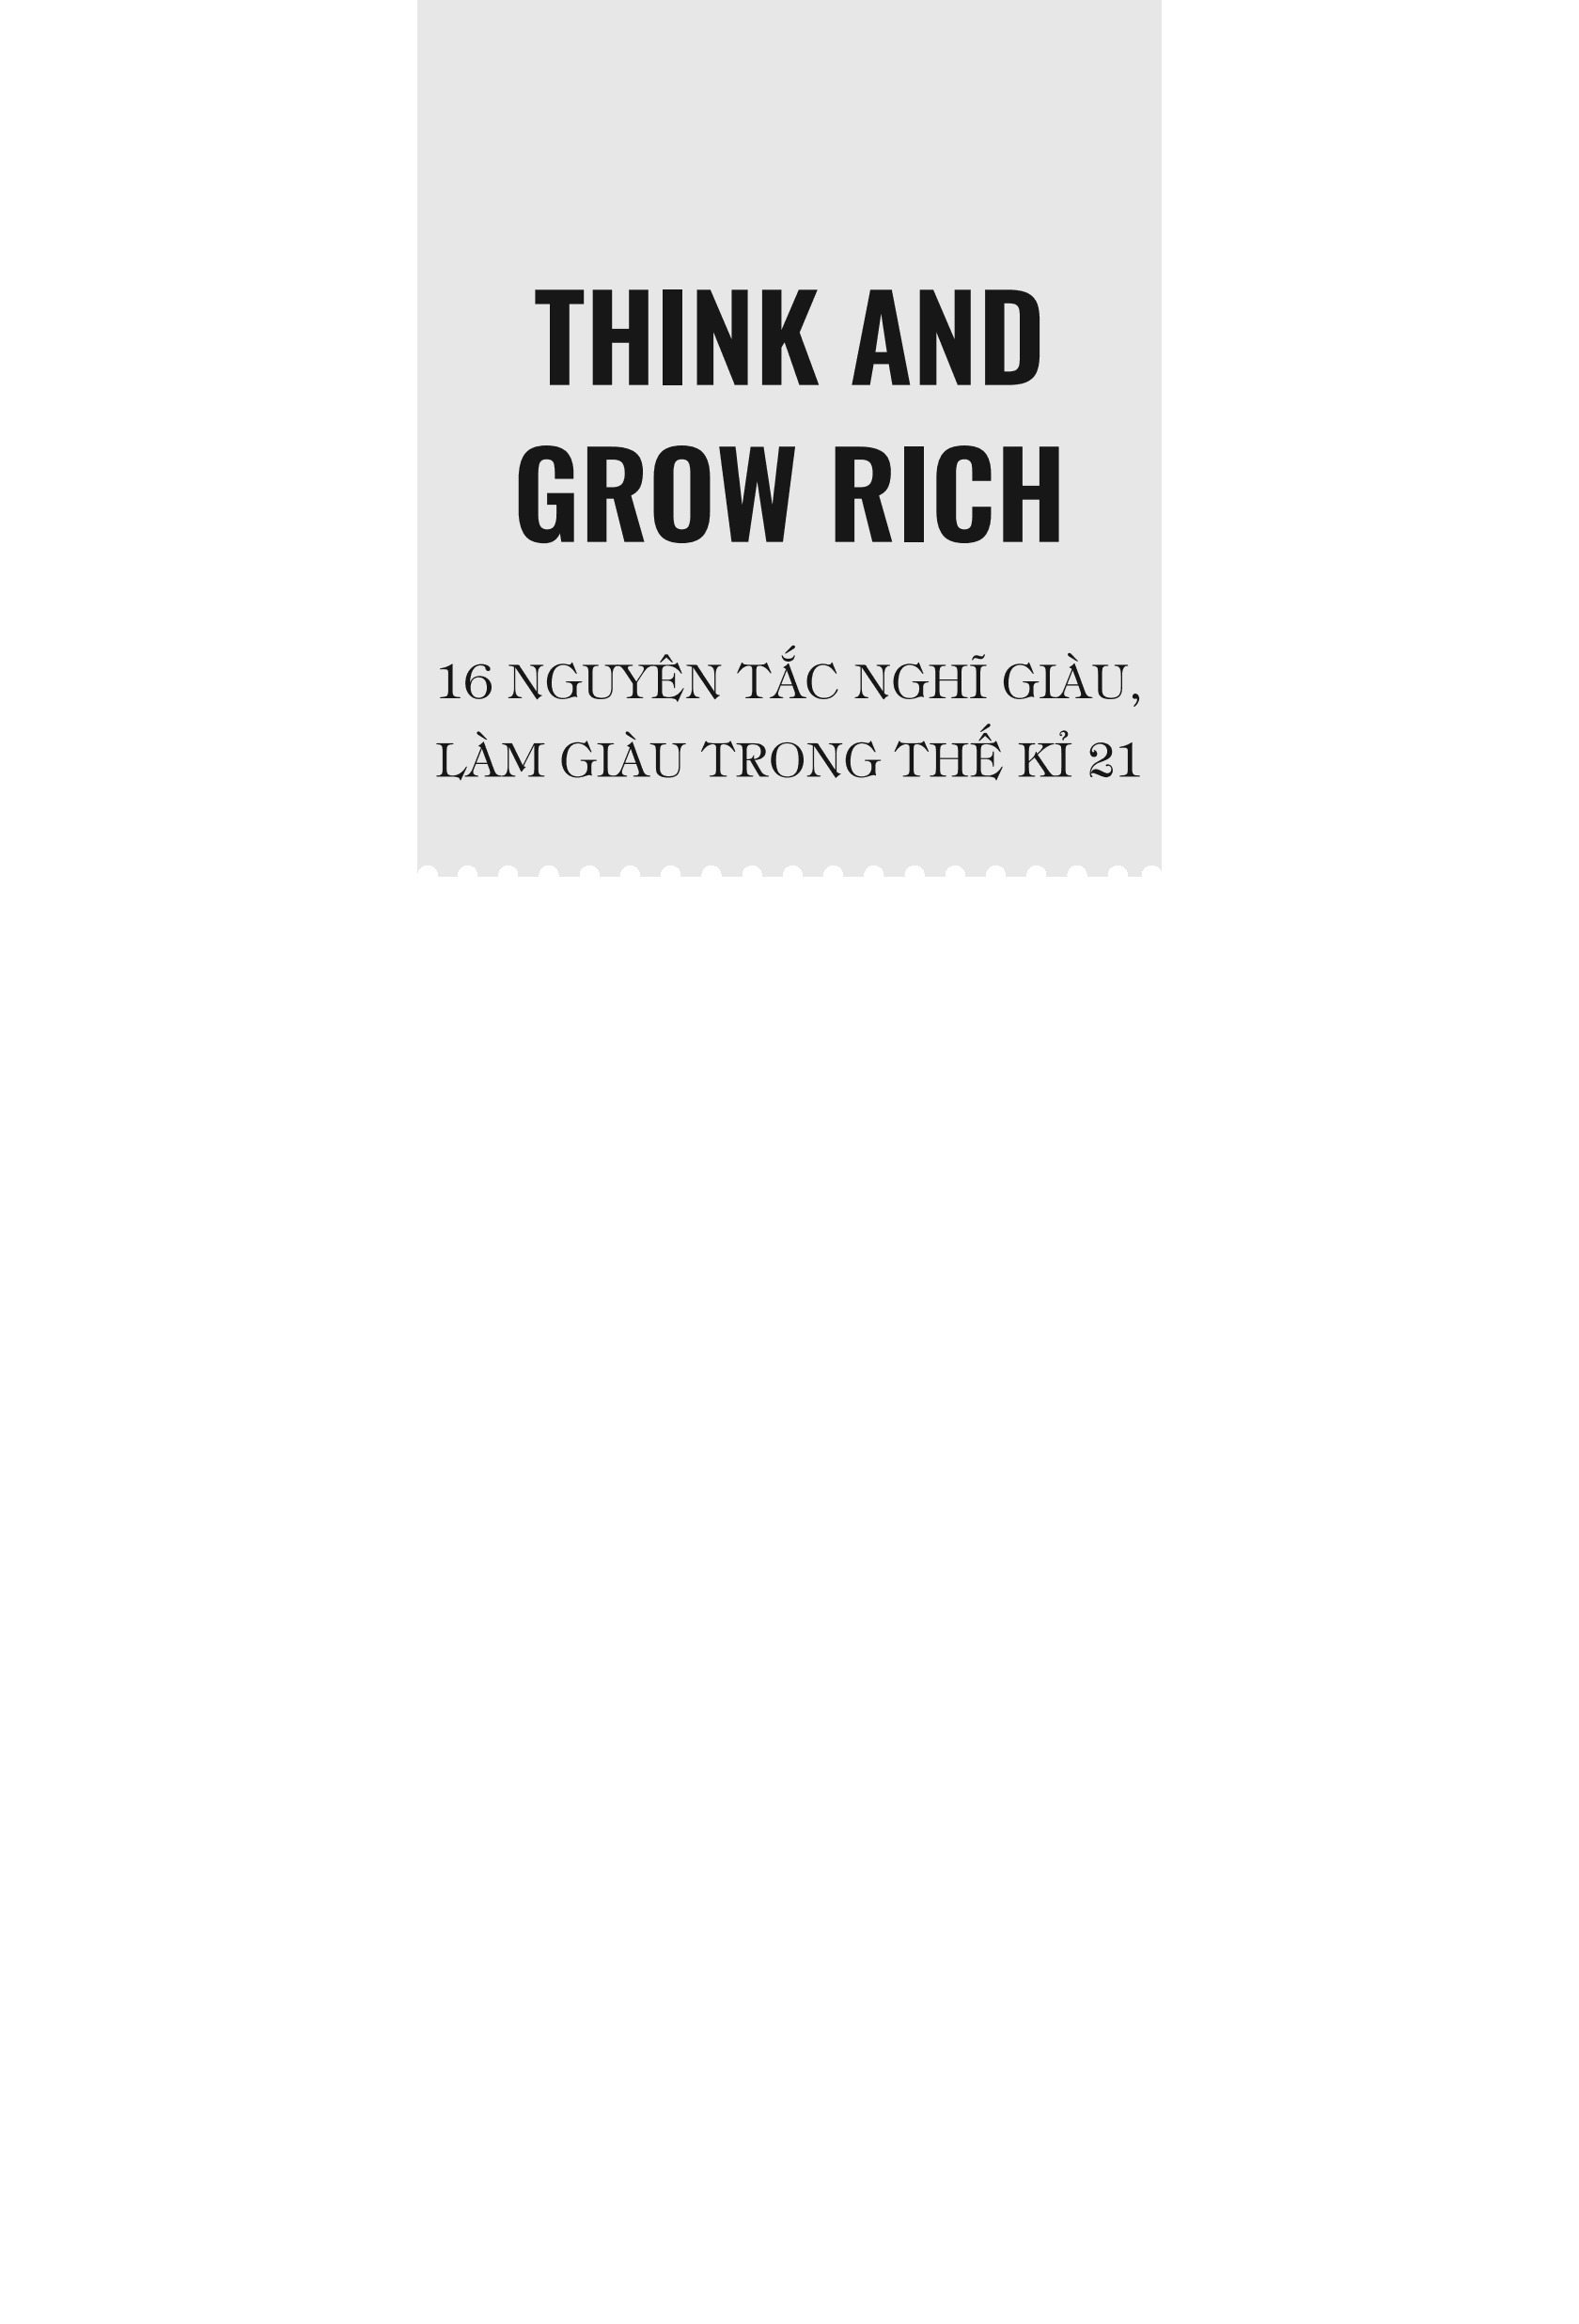 THINK AND
GROW RICH
16 NGUYÊN TẮC NGHĨ GIÀU,
LÀM GIÀU TRONG THẾ KỈ 21